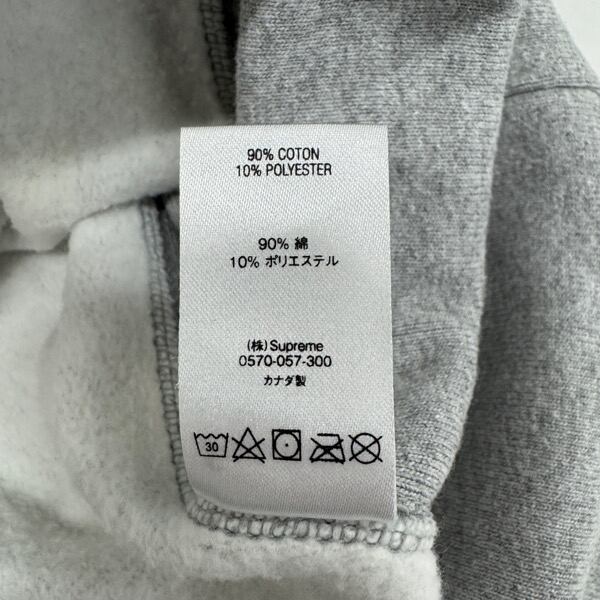 90% COTON
10% POLYESTER
90% 綿
10% ポリエステル
(株)Supreme
0570-057-300
カナダ製
30